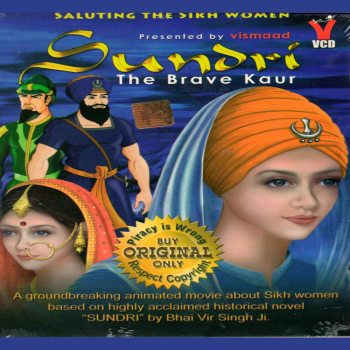 SALUTING THE SIKH WOMEN
Presented by vismaad
VCD
Sundri
The Brave Kaur
Piracy is Wrong
BUY
ORIGINAL
ONLY
Respect Copyright
A groundbreaking animated movie about Sikh women
based on highly acclaimed historical novel
"SUNDRI" by Bhai Vir Singh Ji.